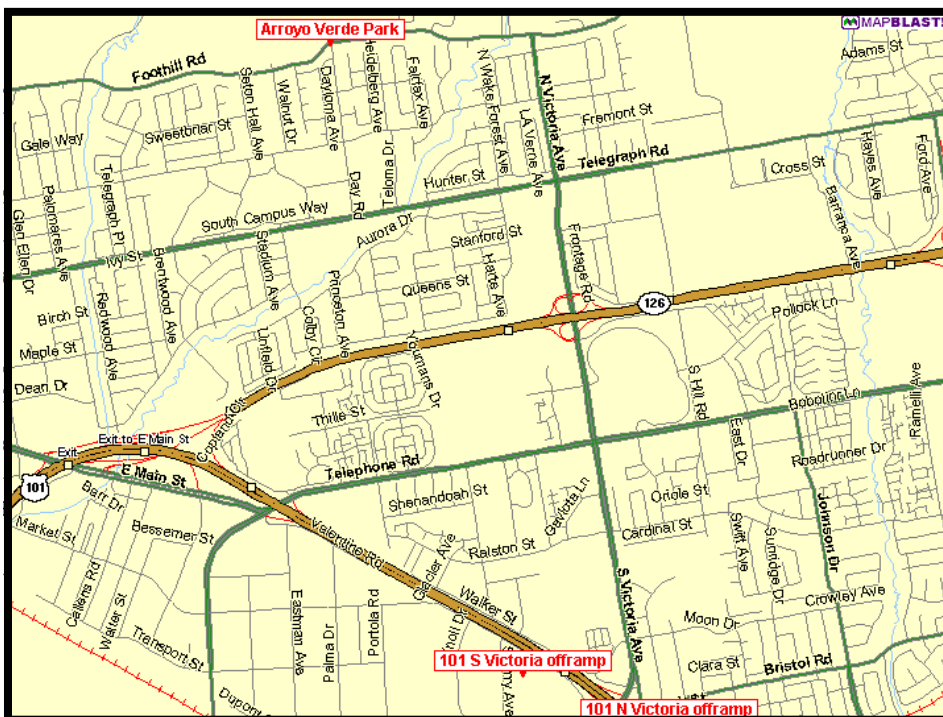 Arroyo Verde Park
MAPBLAST!
Foothill Rd
Adams St
Gale Way
Sweetbriar St
Seton Hall Ave
Walnut Dr
Dayloma Ave
Heidelberg Ave
Fairfax Ave
N Wake Forest Ave
LA Verne Ave
N Victoria Ave
Fremont St
Telegraph Rd
Cross St
Hayes Ave
Ford Ave
Barranca Ave
Glen Ellen Dr
Palomares Ave
Telegraph Pl
Ivy St
Brentwood Ave
South Campus Way
Stadium Ave
Day Rd
Teloma Dr
Hunter St
Aurora Dr
Stanford St
Harte Ave
Queens St
Frontage Rd
126
Pollock Ln
Birch St
Redwood Ave
Maple St
Dean Dr
Linfield Dr
Colby Cir
Princeton Ave
Youmans Dr
Thille St
Copland Cir
S Hill Rd
East Dr
Ramelli Ave
Exit to E Main St
Exit
101
E Main St
Telephone Rd
Roadrunner Dr
Barr Dr
Market St
Bessemer St
Shenandoah St
Gaviota Ln
Oriole St
Cardinal St
Swift Ave
Sunridge Dr
Johnson Dr
Valentine Rd
Ralston St
Walker St
S Victoria Ave
Crowley Ave
Moon Dr
Callens Rd
Walter St
Transport St
Eastman Ave
Palma Dr
Portola Rd
Knoll Dr
Clara St
Bristol Rd
101 S Victoria offramp
101 N Victoria offramp